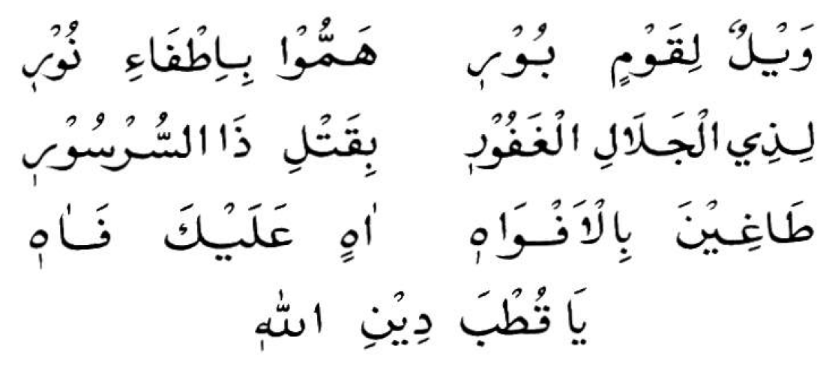 وَيْلٌ لِقَوْمٍ بُوْرٖ هَمُّوْا بِاِطْفَاءِ نُوْرٖ
لِذِي الْجَلَالِ الْغَفُوْرٖ بِقَتْلِ ذَا السُّرْسُوْرٖ
طَاغِيْنَ بِالْاَفْوَاهٖ اٰهٍ عَلَيْكَ فَاٰهٖ
يَا قُطْبَ دِيْنِ اللهٖ